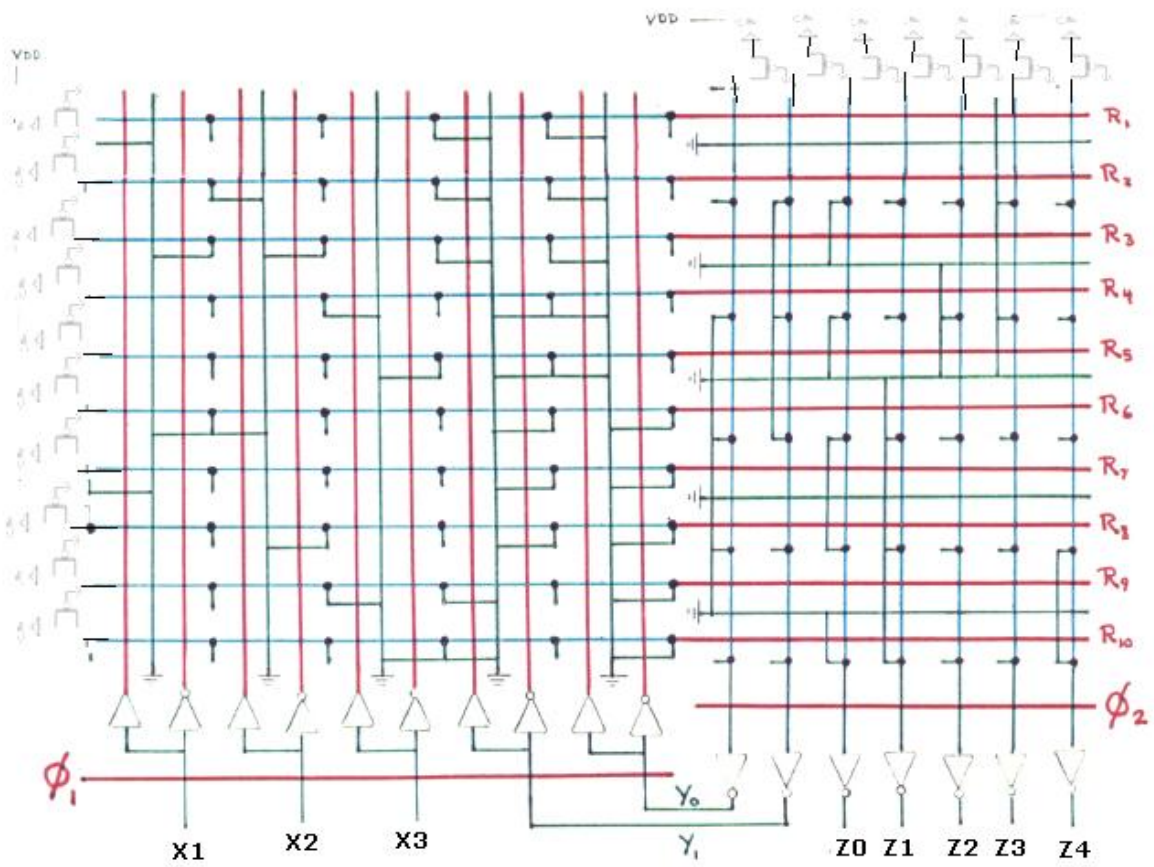 VDD
VDD
R₁
R₂
R₃
R₄
R₅
R₆
R₇
R₈
R₉
R₁₀
Φ₂
Φ₁
Y₀
Y₁
X1 X2 X3 Z0 Z1 Z2 Z3 Z4